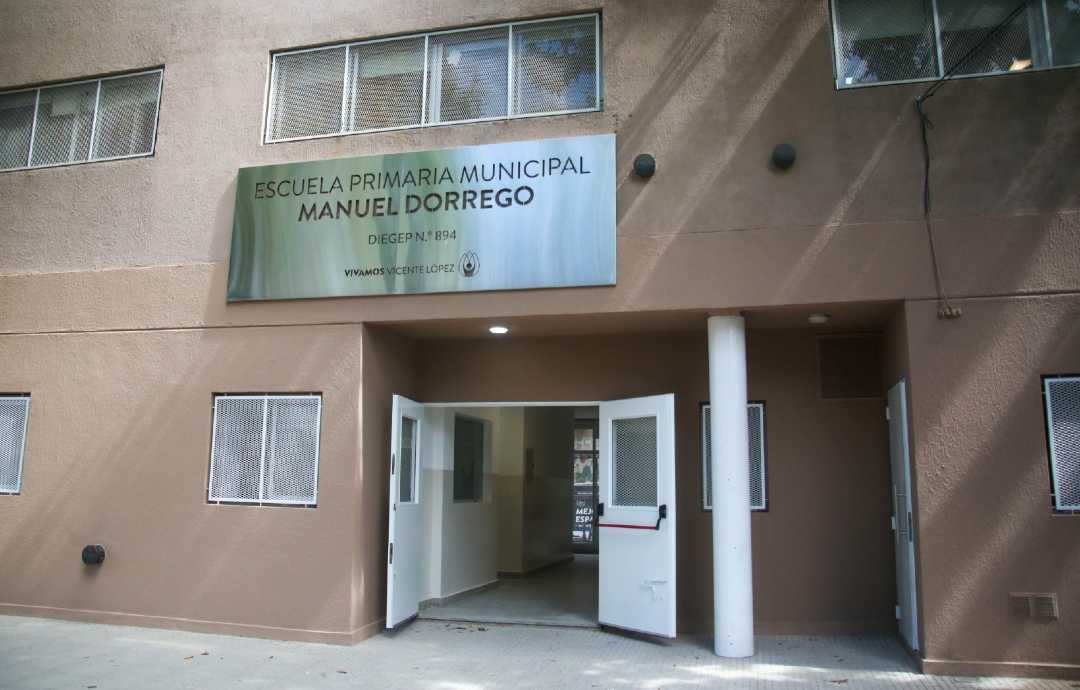 ESCUELA PRIMARIA MUNICIPAL
MANUEL DORREGO
DIEGEP N.º 894
VIVAMOS VICENTE LÓPEZ